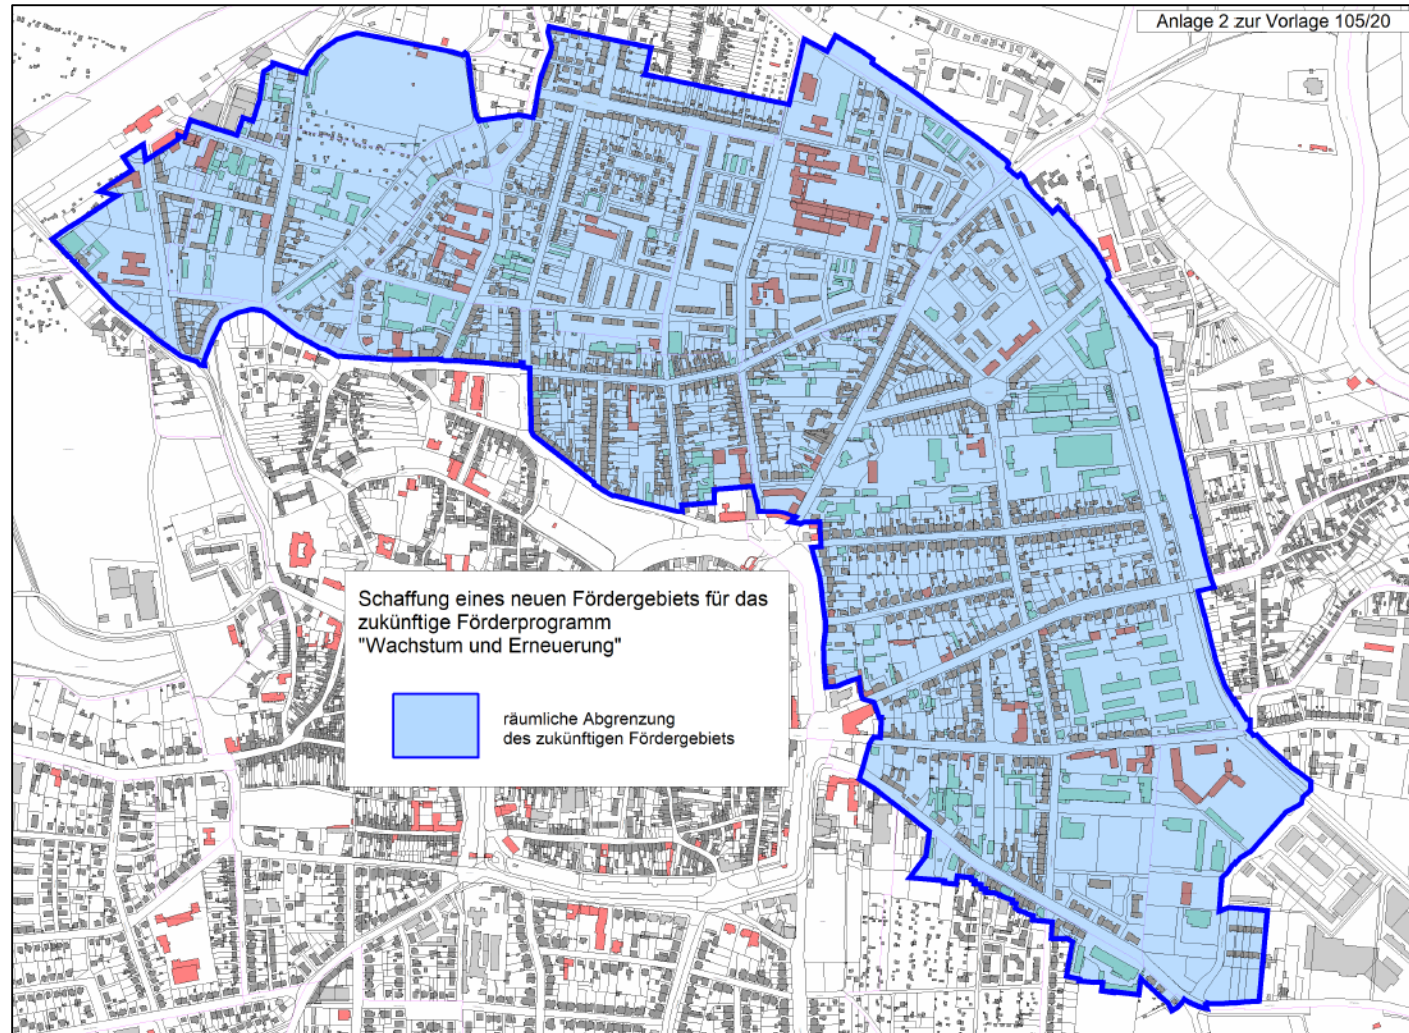 Anlage 2 zur Vorlage 105/20
Schaffung eines neuen Fördergebiets für das
zukünftige Förderprogramm
"Wachstum und Erneuerung"
räumliche Abgrenzung
des zukünftigen Fördergebiets